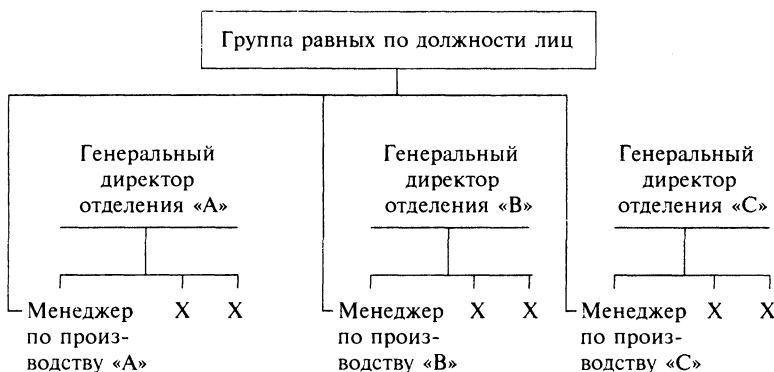 Группа равных по должности лиц
Генеральный
директор
отделения «А»
Генеральный
директор
отделения «В»
Генеральный
директор
отделения «С»
Менеджер
по произ-
водству «А»
Х Х
Менеджер
по произ-
водству «В»
Х Х
Менеджер
по произ-
водству «С»
Х Х